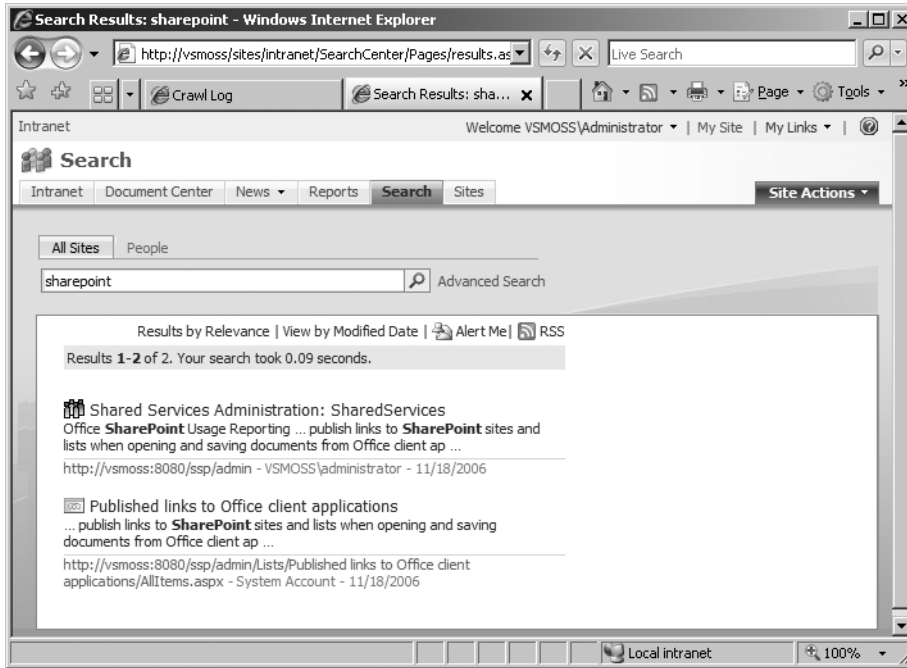 Search Results: sharepoint - Windows Internet Explorer
http://vsmoss/sites/intranet/SearchCenter/Pages/results.as
Live Search
Crawl Log
Search Results: sha...
Page
Tools
»
Intranet
Welcome VSMOSS\Administrator | My Site | My Links |
Search
Intranet Document Center News Reports Search Sites
Site Actions
All Sites People
sharepoint
Advanced Search
Results by Relevance | View by Modified Date | Alert Me| RSS
Results 1-2 of 2. Your search took 0.09 seconds.
Shared Services Administration: SharedServices
Office SharePoint Usage Reporting ... publish links to SharePoint sites and
lists when opening and saving documents from Office client ap ...
http://vsmoss:8080/ssp/admin - VSMOSS\administrator - 11/18/2006
Published links to Office client applications
... publish links to SharePoint sites and lists when opening and saving
documents from Office client ap ...
http://vsmoss:8080/ssp/admin/Lists/Published links to Office client
applications/AllItems.aspx - System Account - 11/18/2006
Local intranet
100%